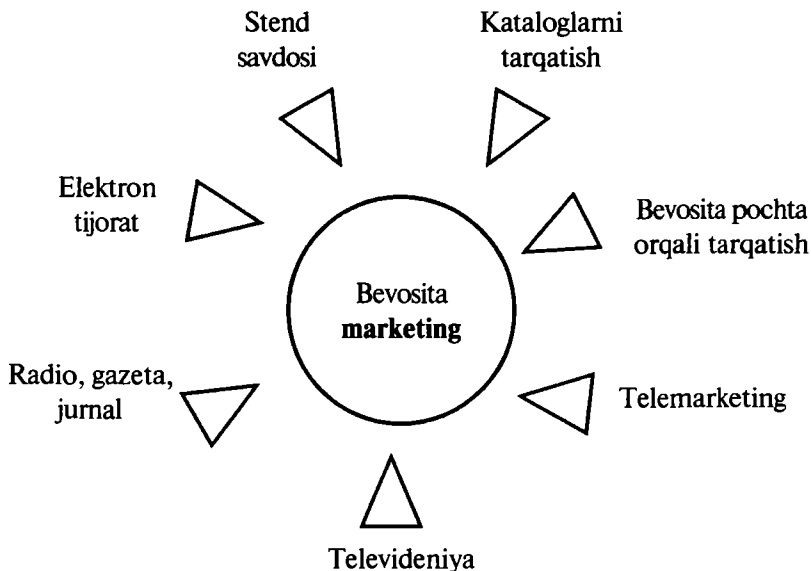 Stend
savdosi
Kataloglarni
tarqatish
Elektron
tijorat
Bevosita pochta
orqali tarqatish
Bevosita
marketing
Radio, gazeta,
jurnal
Telemarketing
Televideniya